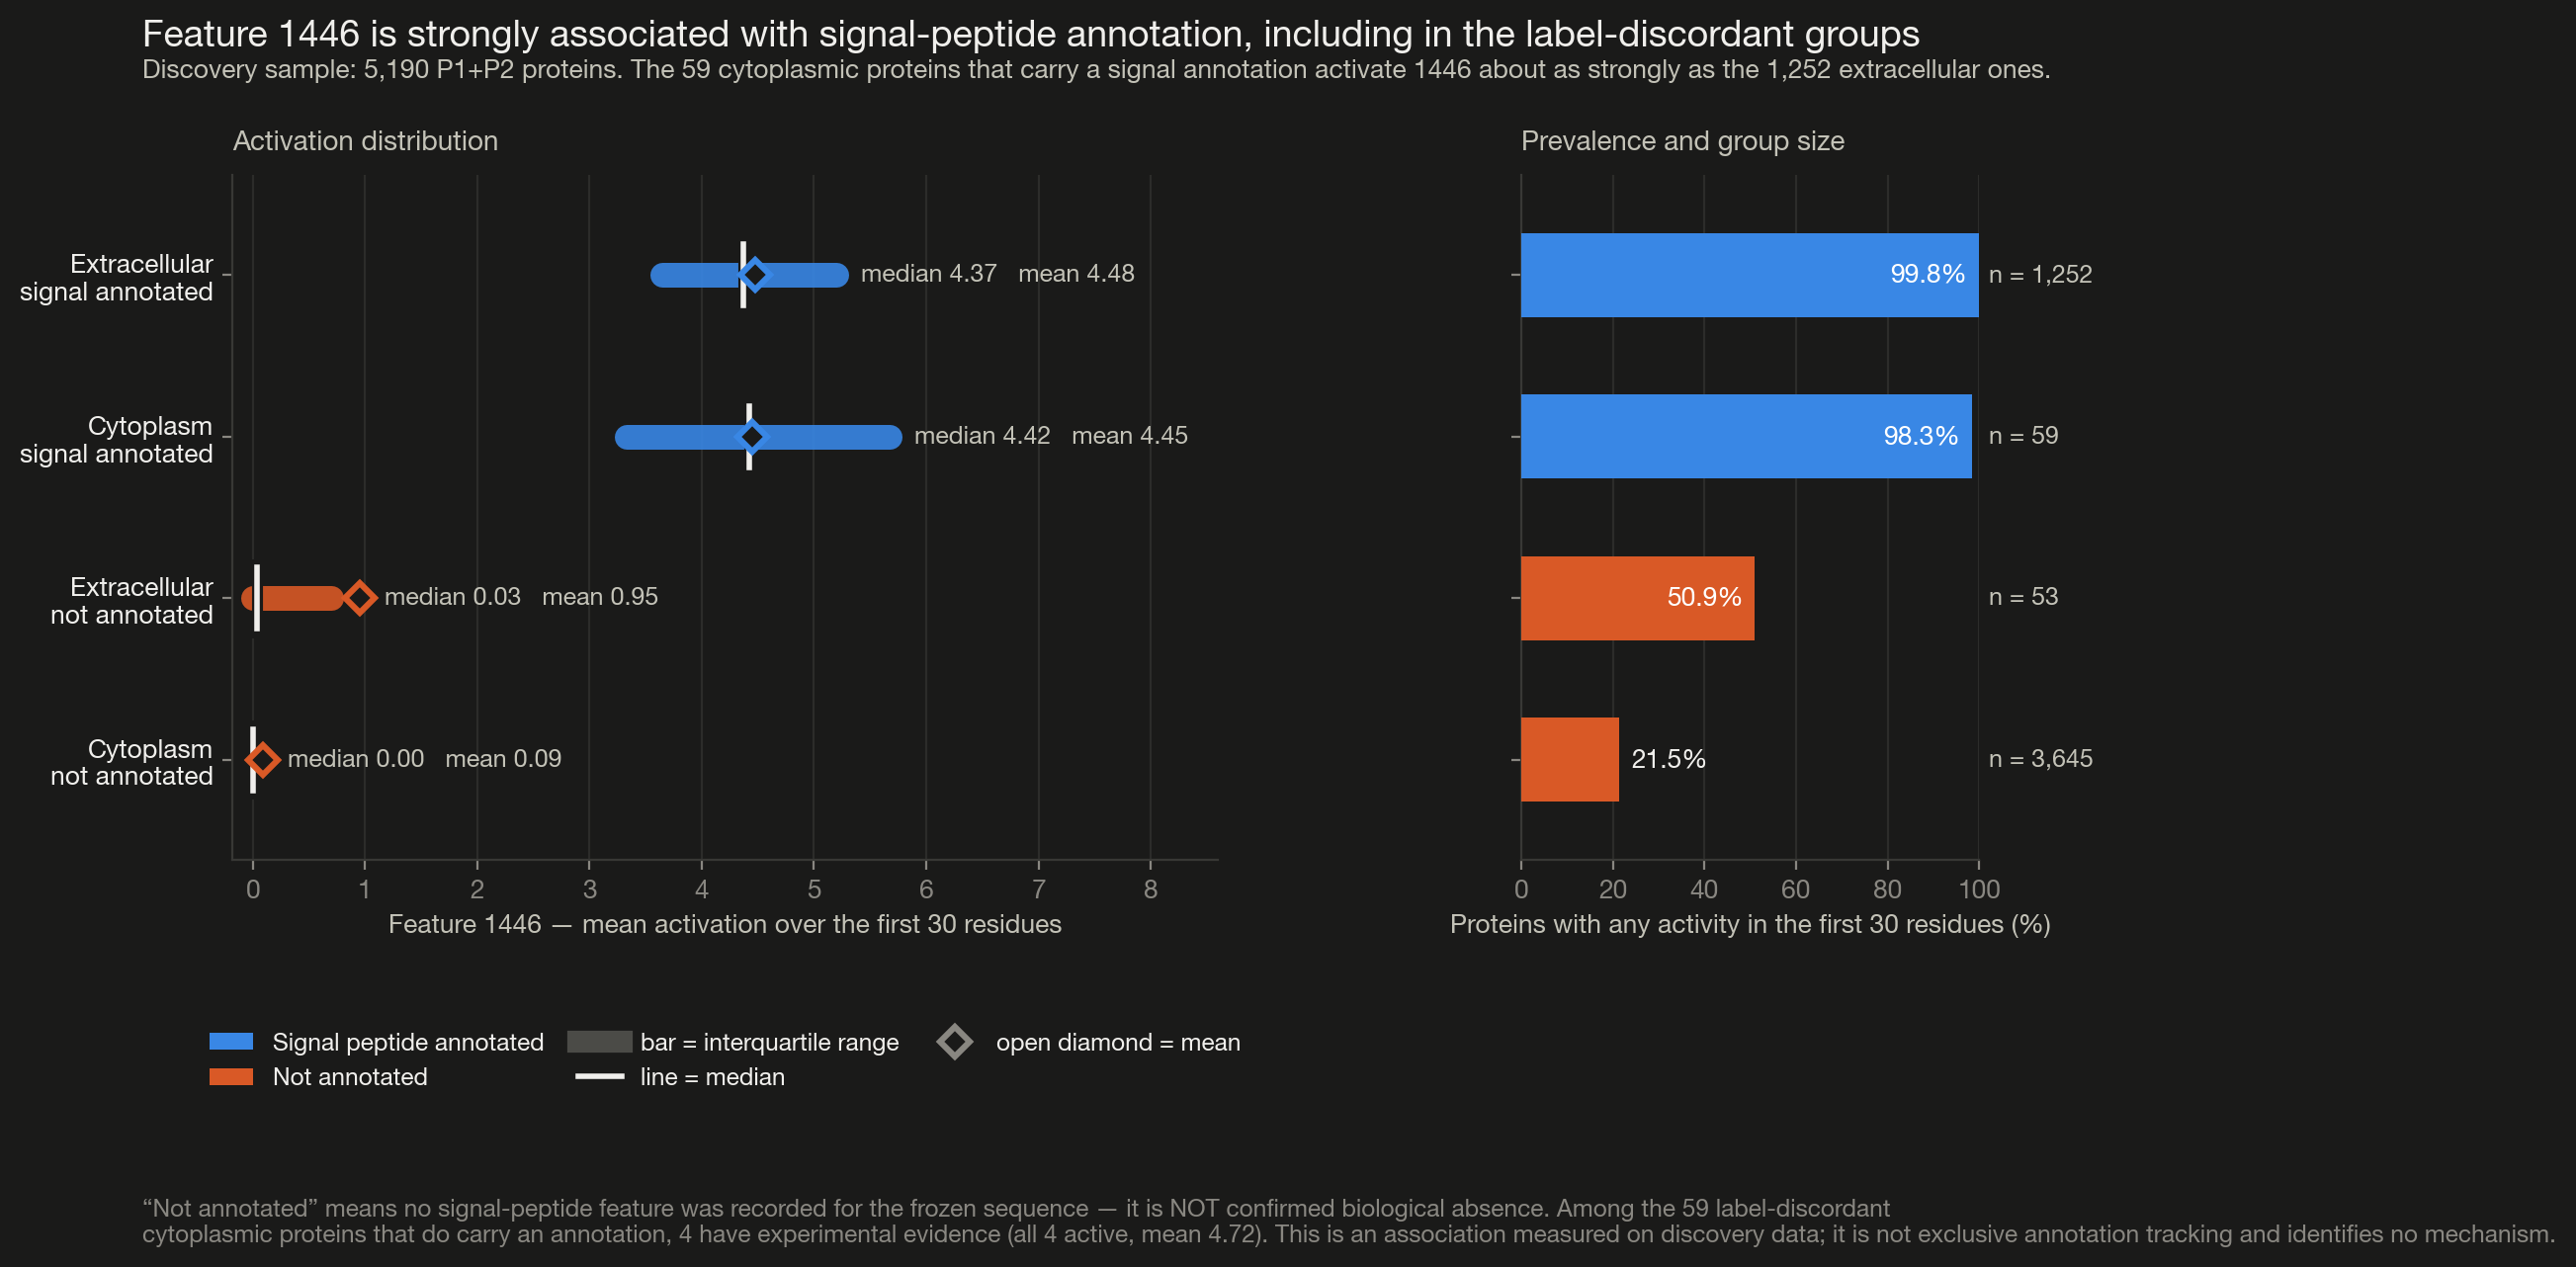 Feature 1446 is strongly associated with signal-peptide annotation, including in the label-discordant groups
Discovery sample: 5,190 P1+P2 proteins. The 59 cytoplasmic proteins that carry a signal annotation activate 1446 about as strongly as the 1,252 extracellular ones.
Activation distribution
Extracellular
signal annotated
median 4.37 mean 4.48
Cytoplasm
signal annotated
median 4.42 mean 4.45
Extracellular
not annotated
median 0.03 mean 0.95
Cytoplasm
not annotated
median 0.00 mean 0.09
0 1 2 3 4 5 6 7 8
Feature 1446 — mean activation over the first 30 residues
Prevalence and group size
99.8% n = 1,252
98.3% n = 59
50.9% n = 53
21.5% n = 3,645
0 20 40 60 80 100
Proteins with any activity in the first 30 residues (%)
Signal peptide annotated bar = interquartile range open diamond = mean
Not annotated line = median
“Not annotated” means no signal-peptide feature was recorded for the frozen sequence — it is NOT confirmed biological absence. Among the 59 label-discordant
cytoplasmic proteins that do carry an annotation, 4 have experimental evidence (all 4 active, mean 4.72). This is an association measured on discovery data; it is not exclusive annotation tracking and identifies no mechanism.